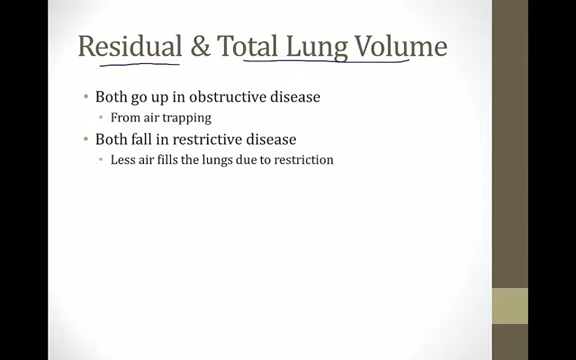 Residual & Total Lung Volume
• Both go up in obstructive disease
• From air trapping
• Both fall in restrictive disease
• Less air fills the lungs due to restriction